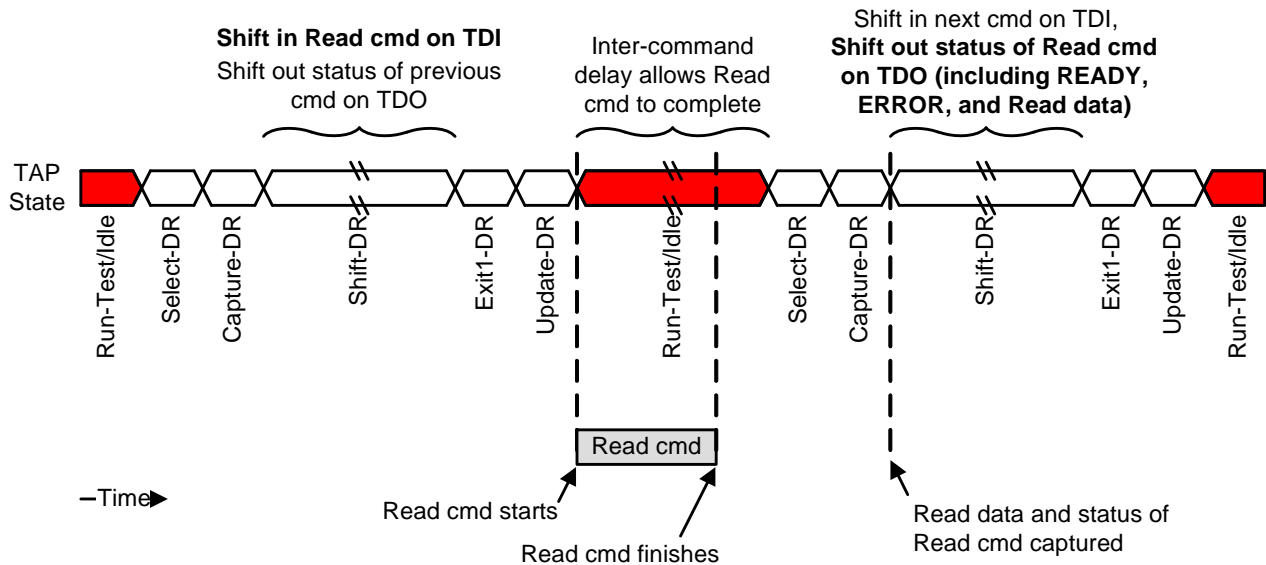 Shift in Read cmd on TDI
Shift out status of previous
cmd on TDO
Inter-command
delay allows Read
cmd to complete
Shift in next cmd on TDI,
Shift out status of Read cmd
on TDO (including READY,
ERROR, and Read data)
TAP
State
Run-Test/Idle
Select-DR
Capture-DR
Shift-DR
Exit1-DR
Update-DR
Run-Test/Idle
Select-DR
Capture-DR
Shift-DR
Exit1-DR
Update-DR
Run-Test/Idle
Read cmd
Time
Read cmd starts
Read cmd finishes
Read data and status of
Read cmd captured